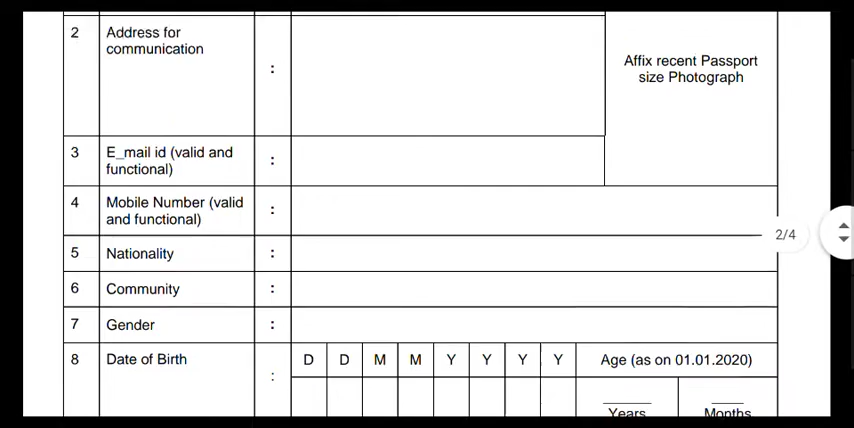 2 Address for
communication
:
Affix recent Passport
size Photograph
3 E_mail id (valid and
functional)
:
4 Mobile Number (valid
and functional)
:
2/4
5 Nationality :
6 Community :
7 Gender :
8 Date of Birth
:
D D M M Y Y Y Y Age (as on 01.01.2020)
Years Months